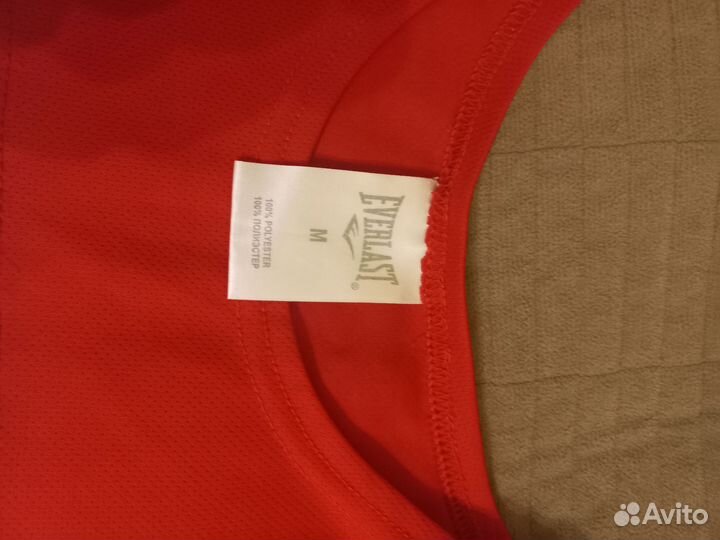 EVERLAST®
M
100% POLYESTER
100% ПОЛИЭСТЕР
Avito